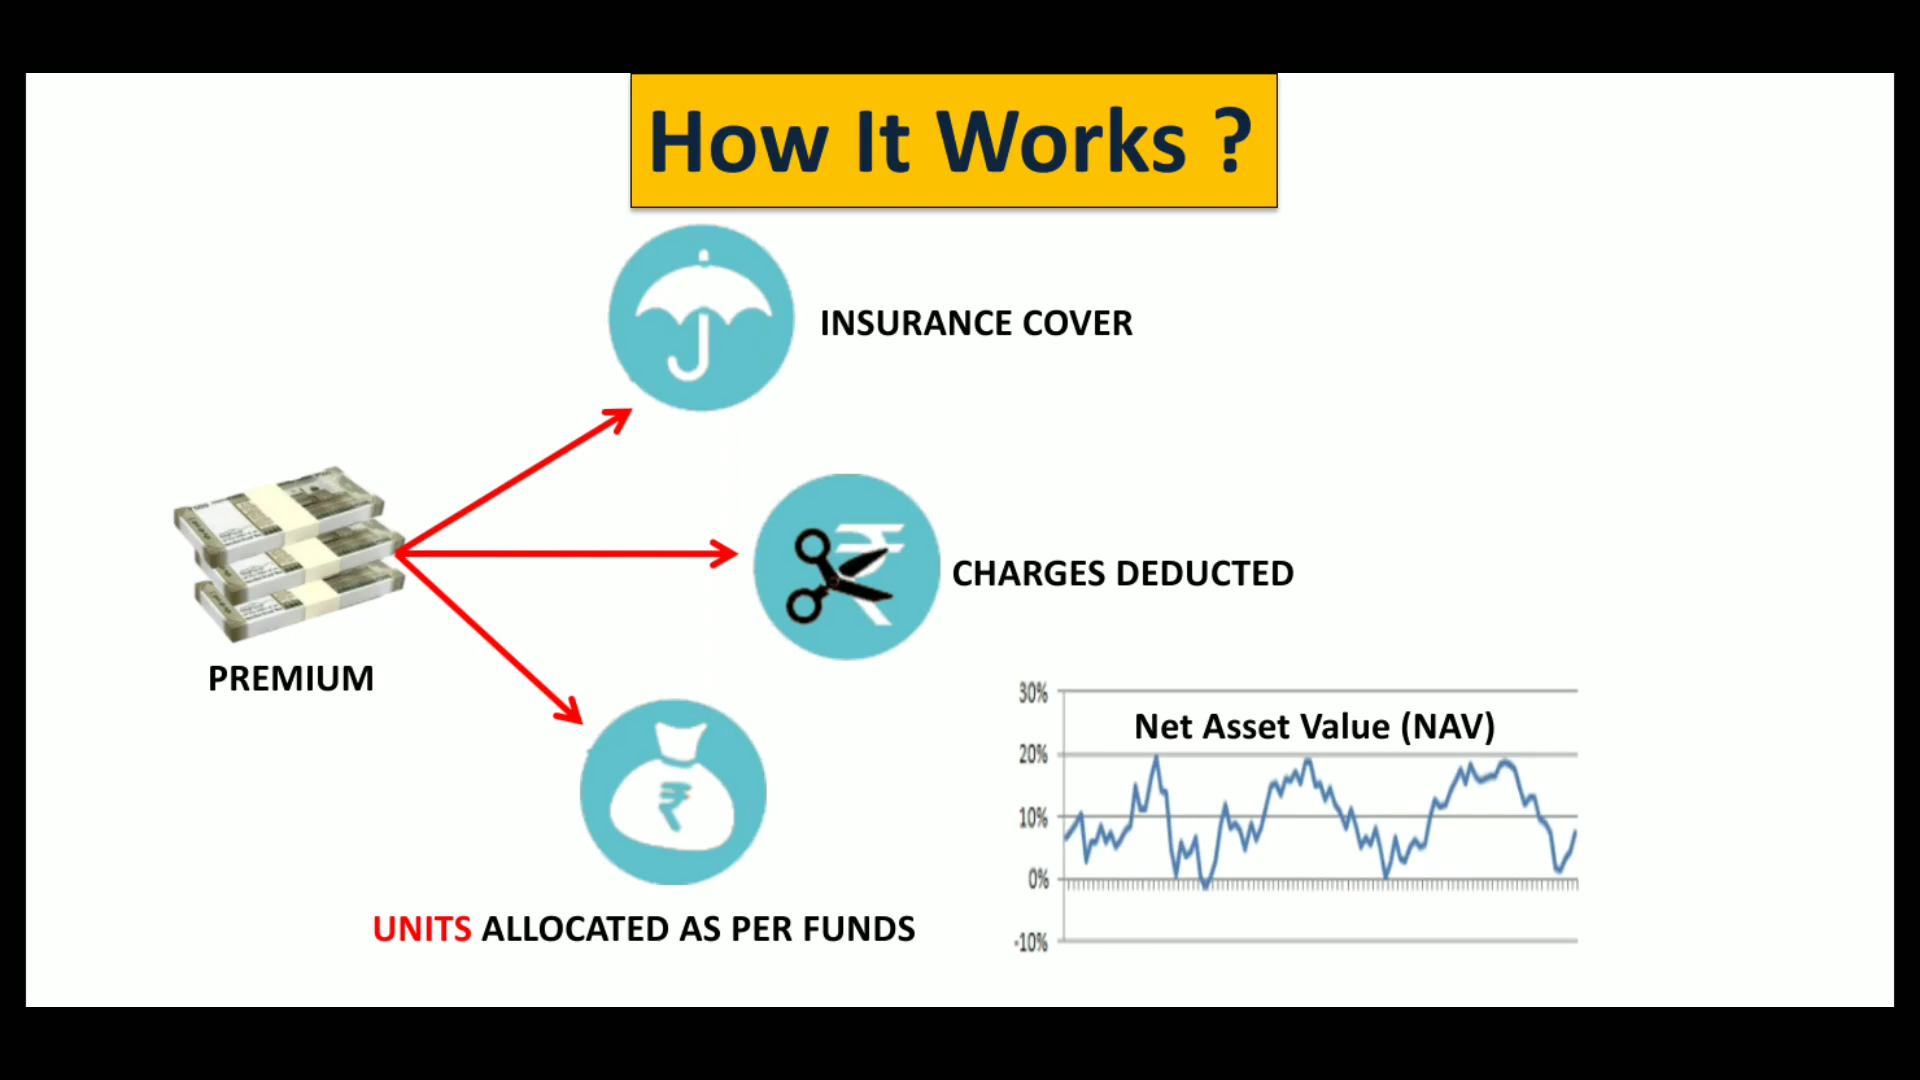 How It Works ?
INSURANCE COVER
CHARGES DEDUCTED
PREMIUM
30%
Net Asset Value (NAV)
20%
10%
0%
-10%
₹
UNITS ALLOCATED AS PER FUNDS